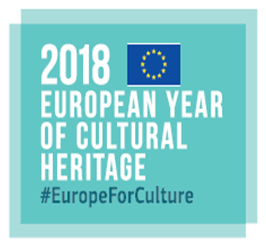 2018
EUROPEAN YEAR
OF CULTURAL
HERITAGE
#EuropeForCulture